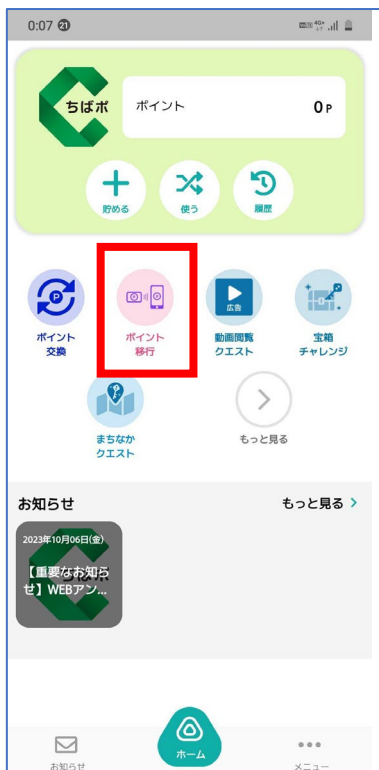 0:07 21
4G+
ちばポ
ポイント
0 P
貯める
使う
履歴
ポイント
交換
ポイント
移行
広告
動画閲覧
クエスト
宝箱
チャレンジ
まちなか
クエスト
もっと見る
お知らせ
もっと見る
2023年10月06日(金)
【重要なお知ら
せ】WEBアン...
お知らせ
ホーム
メニュー